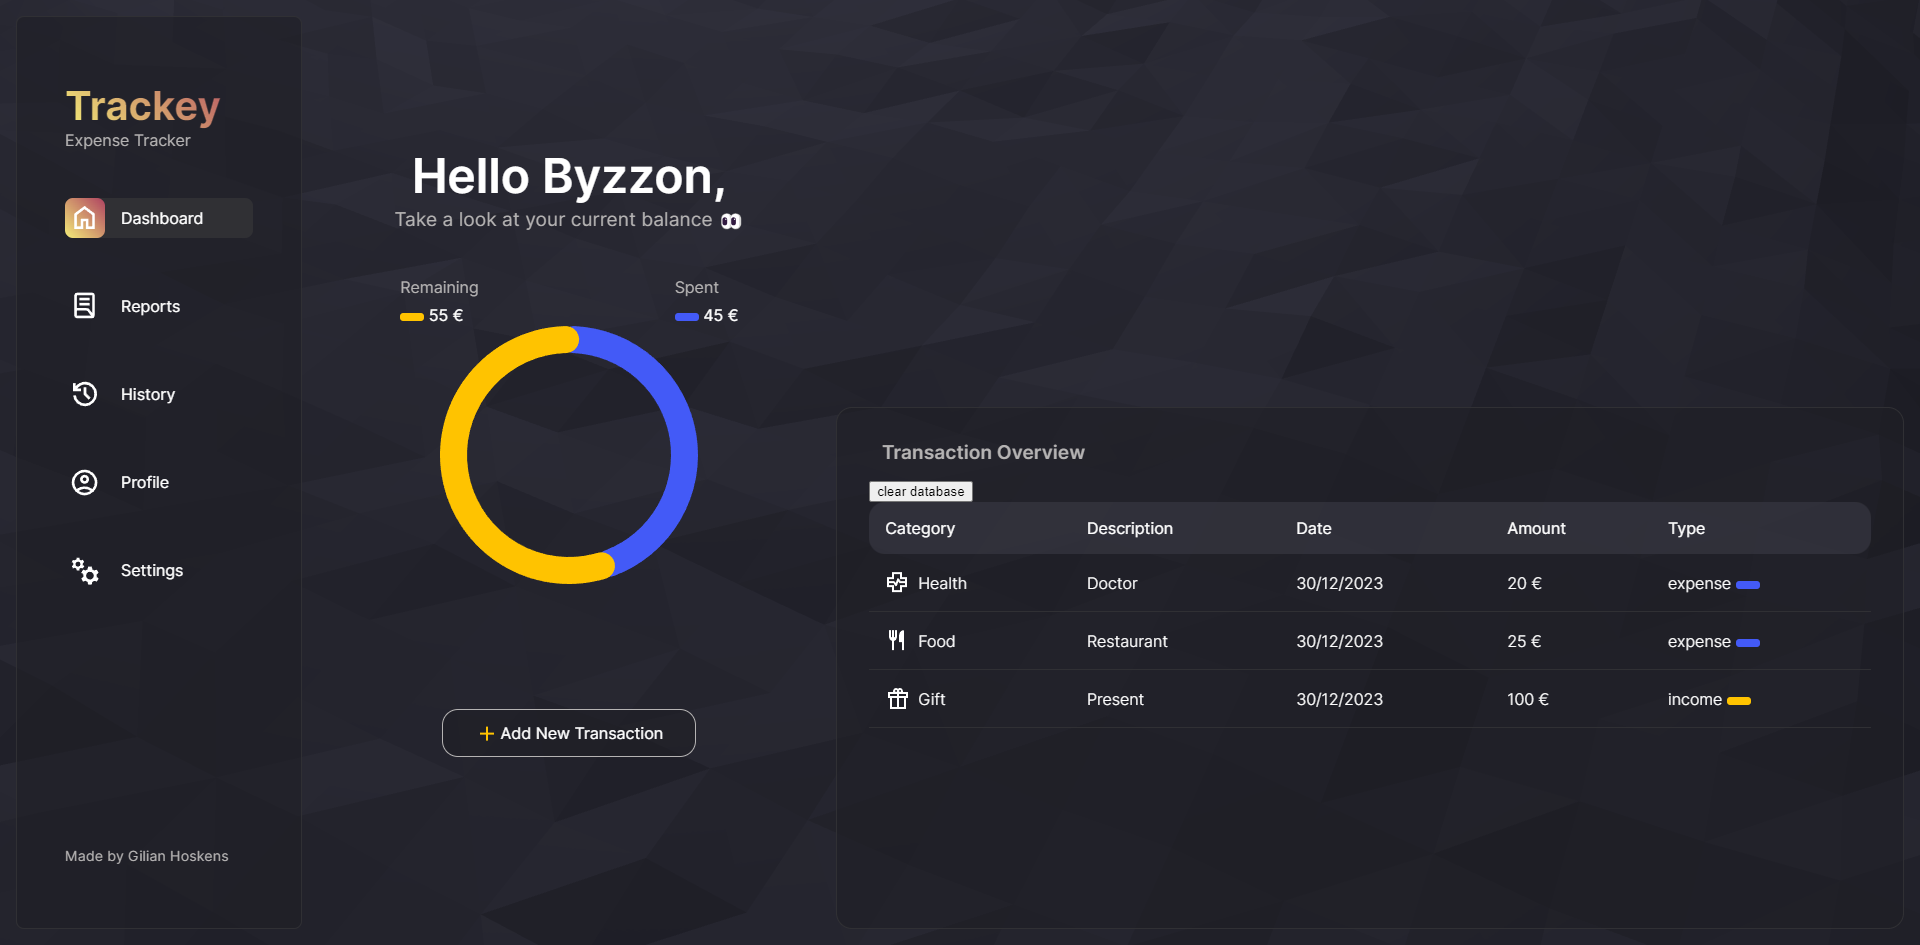 Trackey
Expense Tracker
Dashboard
Reports
History
Profile
Settings
Made by Gilian Hoskens
Hello Byzzon,
Take a look at your current balance 👀
Remaining
55 €
Spent
45 €
+ Add New Transaction
Transaction Overview
clear database
Category Description Date Amount Type
Health Doctor 30/12/2023 20 € expense
Food Restaurant 30/12/2023 25 € expense
Gift Present 30/12/2023 100 € income